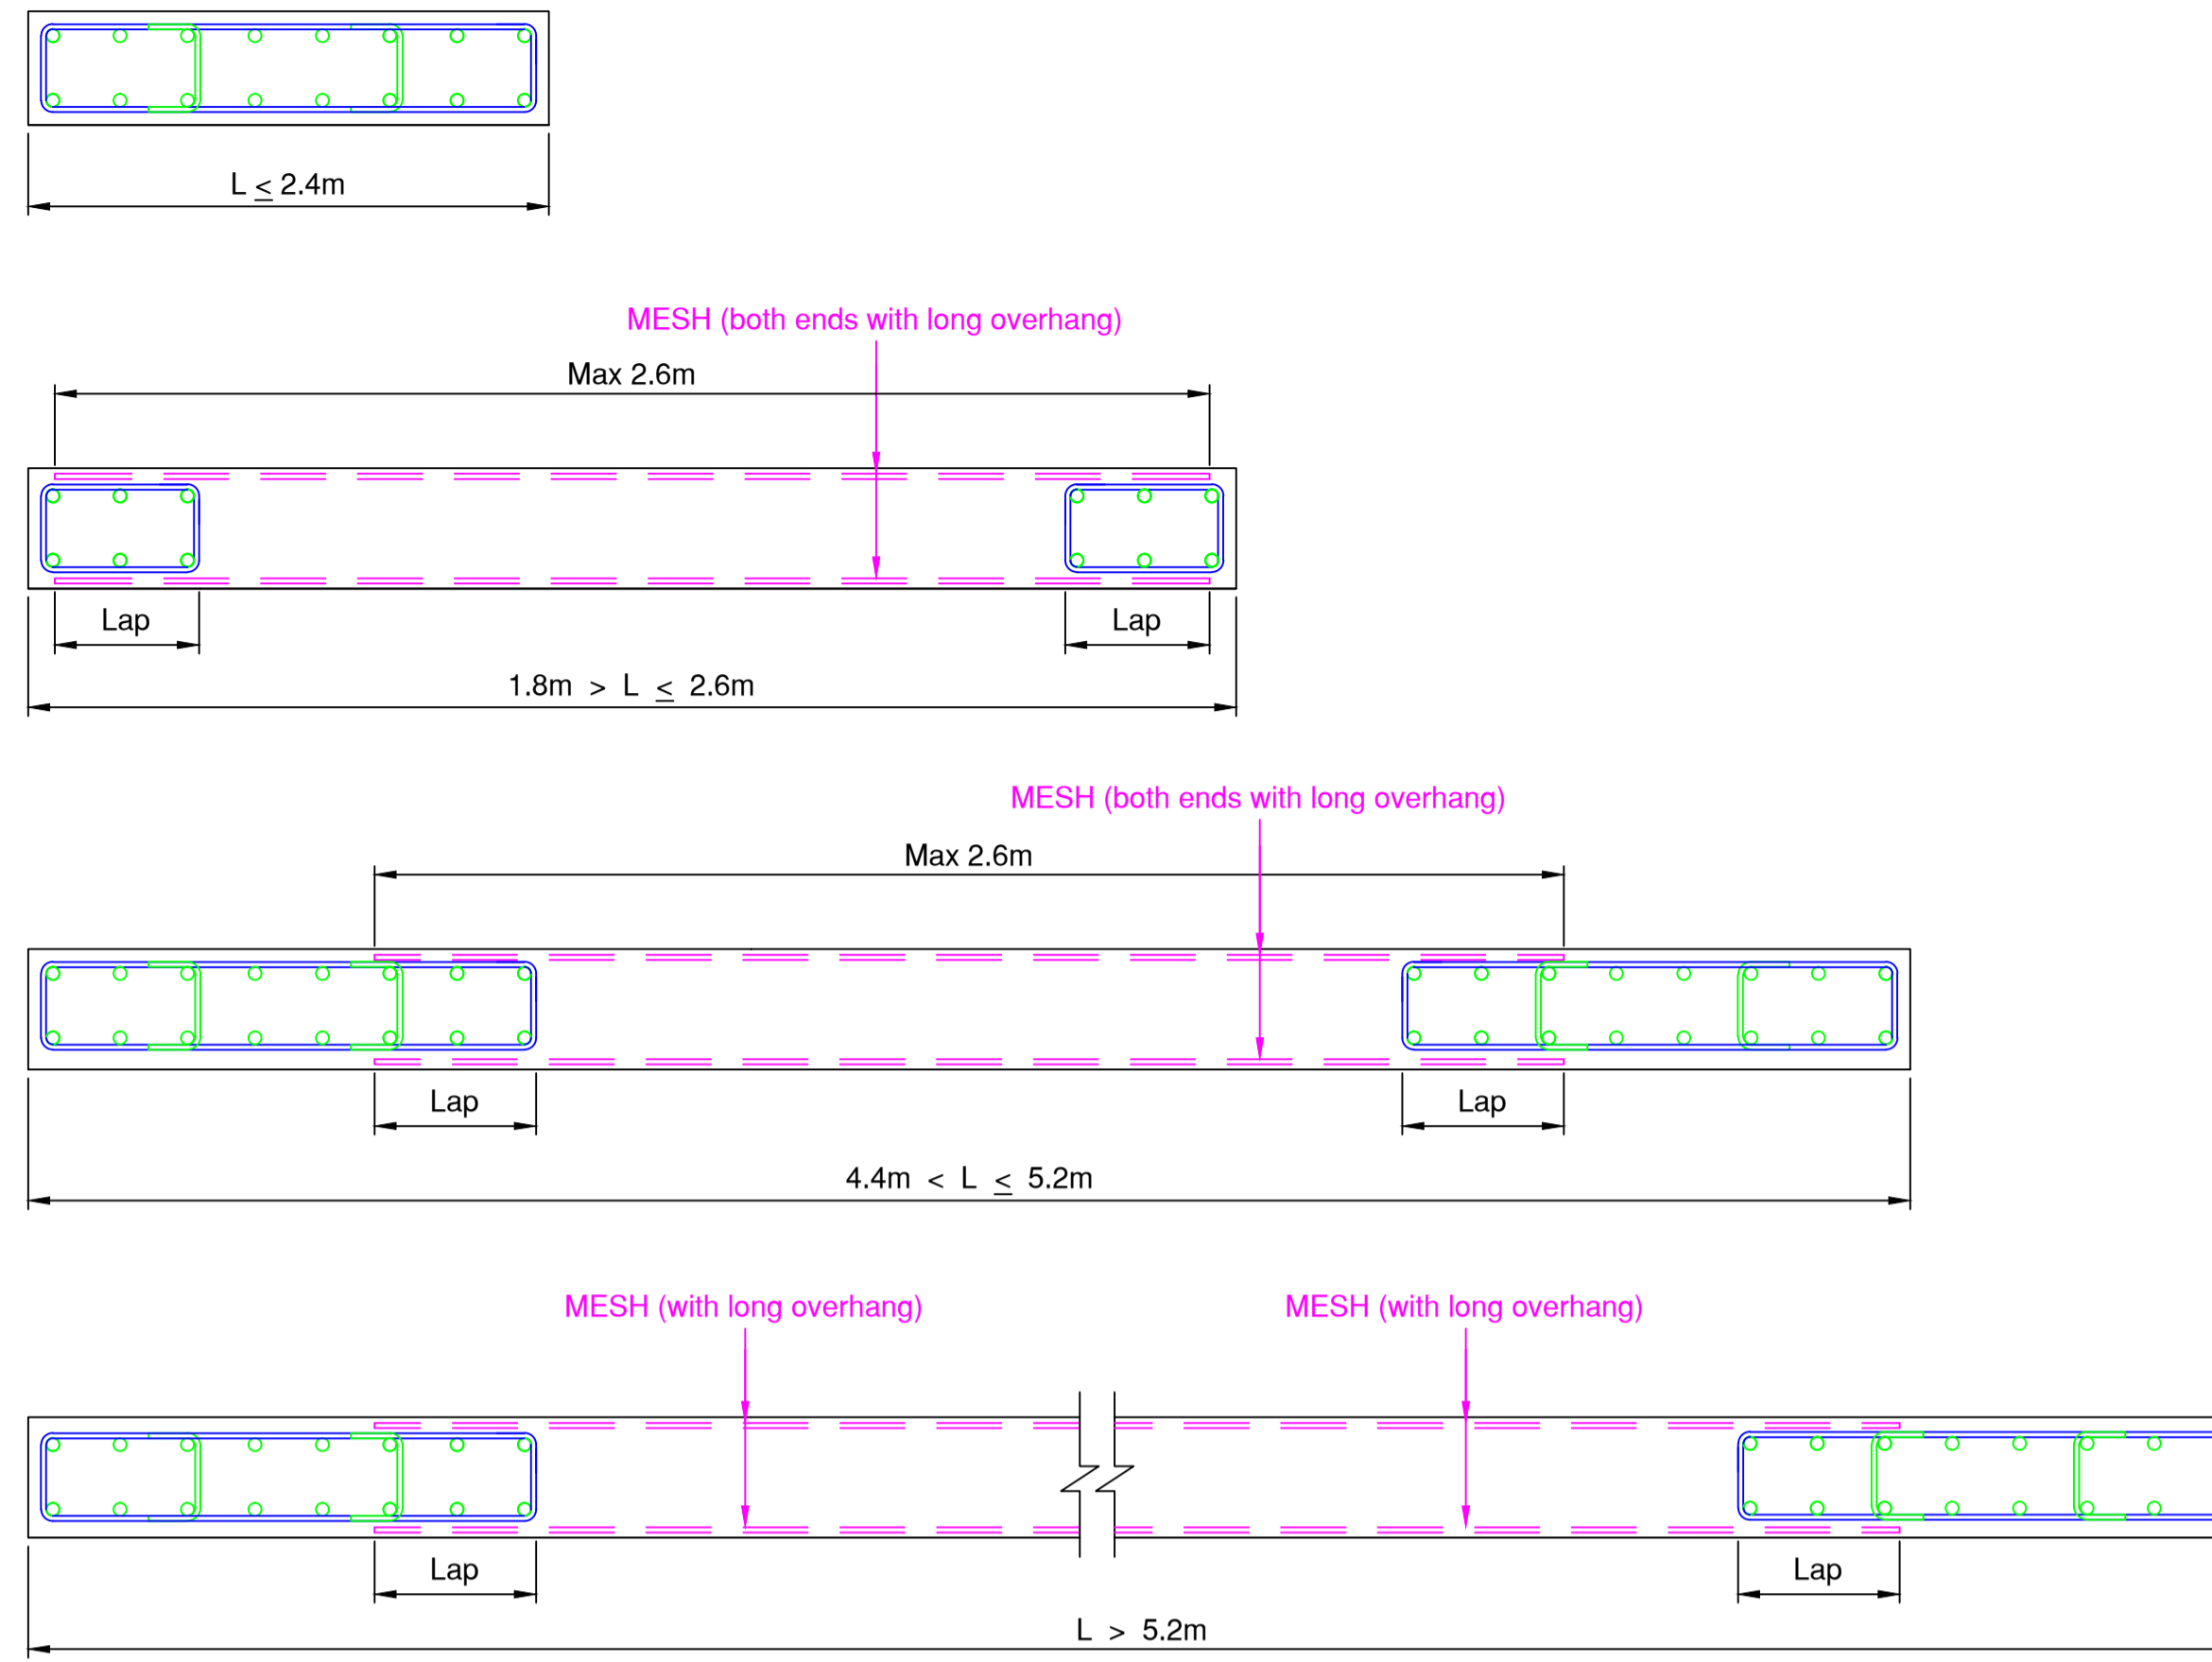 L ≤ 2.4m
MESH (both ends with long overhang)
Max 2.6m
Lap
Lap
1.8m > L ≤ 2.6m
MESH (both ends with long overhang)
Max 2.6m
Lap
Lap
4.4m < L ≤ 5.2m
MESH (with long overhang)
MESH (with long overhang)
Lap
Lap
L > 5.2m